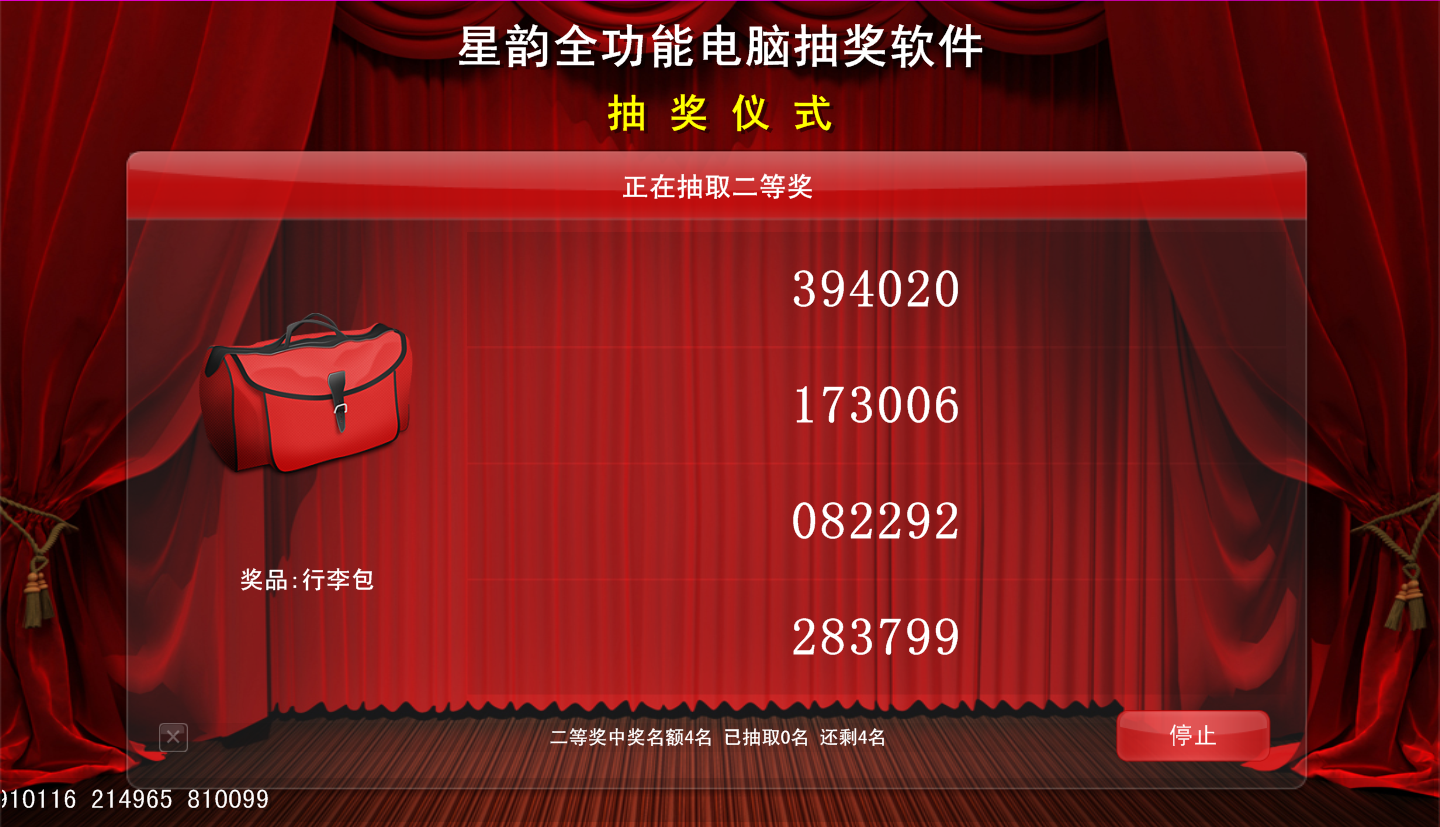 星韵全功能电脑抽奖软件
抽奖仪式
正在抽取二等奖
394020
173006
082292
283799
奖品:行李包
二等奖中奖名额4名 已抽取0名 还剩4名
停止
910116 214965 810099